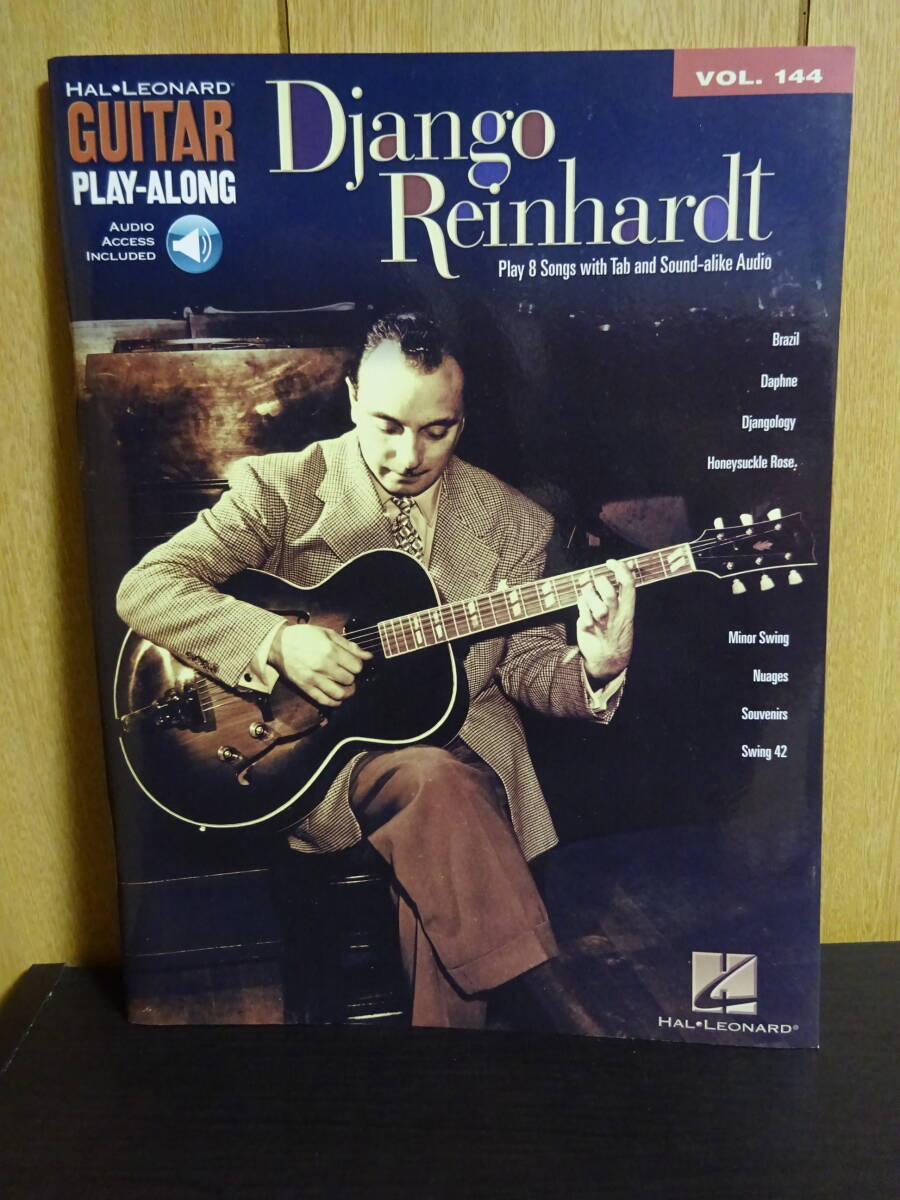 HAL•LEONARD®
GUITAR
PLAY-ALONG
AUDIO
ACCESS
INCLUDED
VOL. 144
Django
Reinhardt
Play 8 Songs with Tab and Sound-alike Audio
Brazil
Daphne
Djangology
Honeysuckle Rose
Minor Swing
Nuages
Souvenirs
Swing 42
HAL•LEONARD®